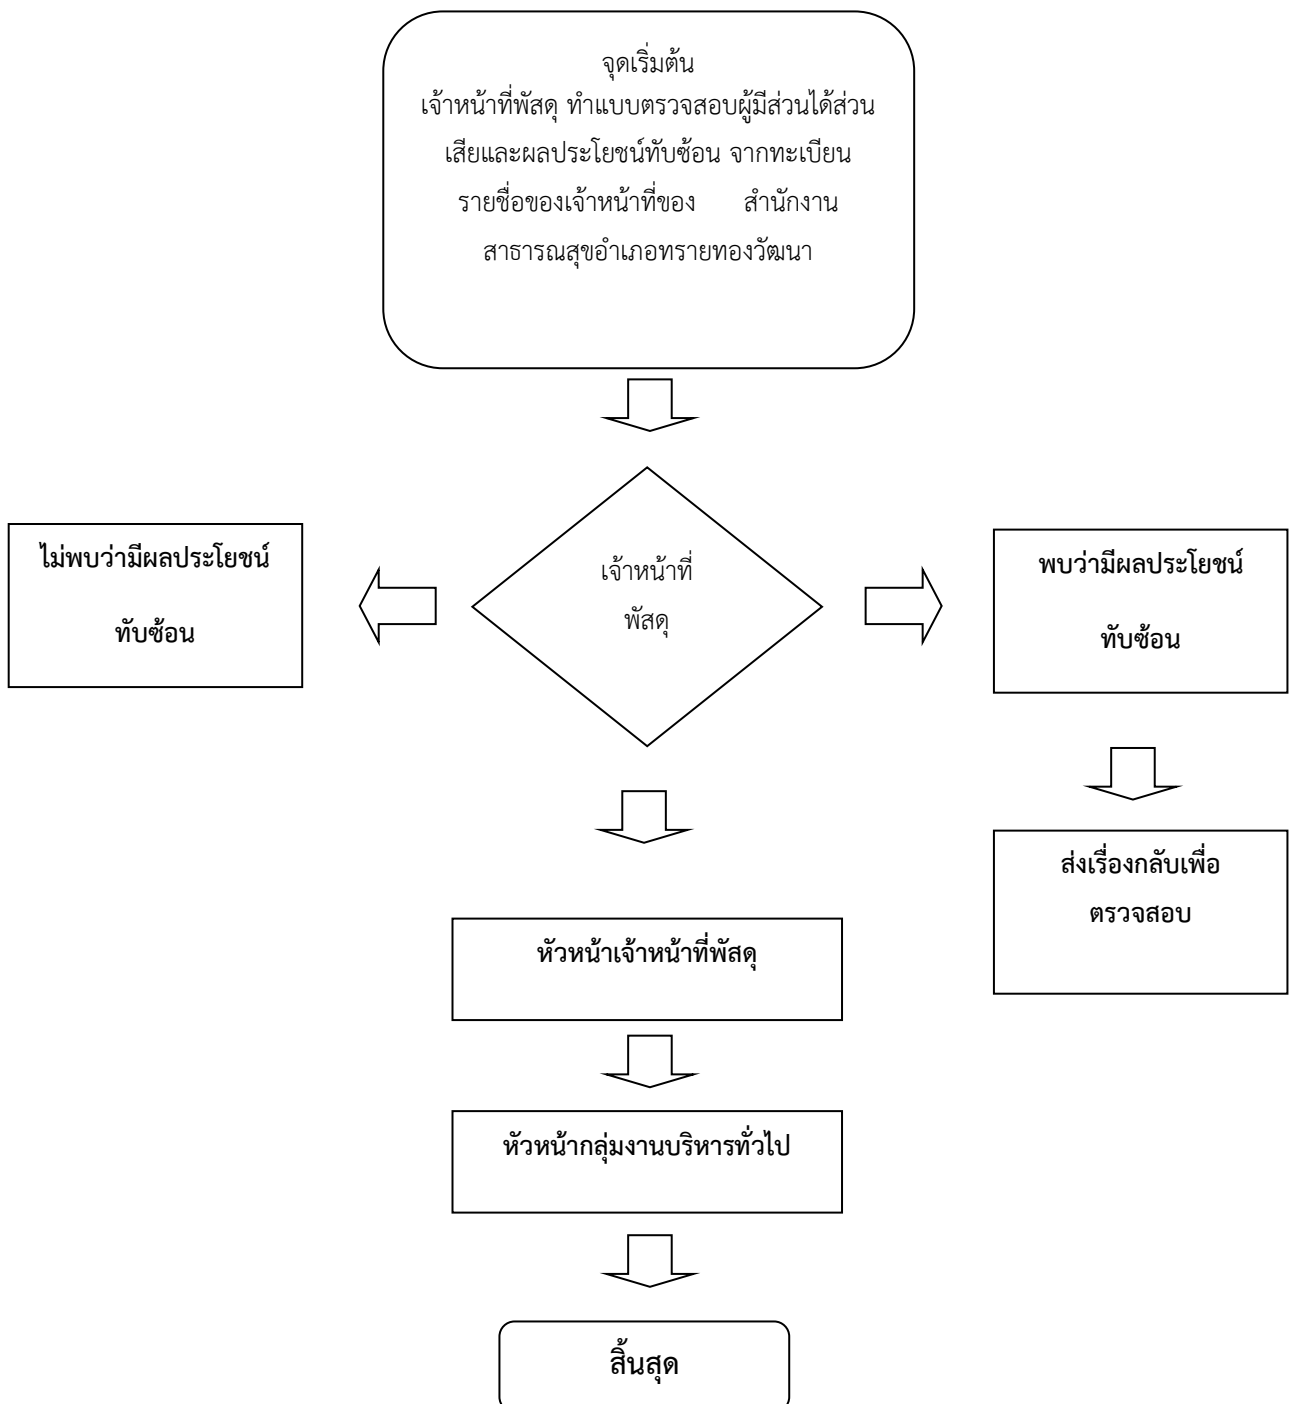 จุดเริ่มต้น
เจ้าหน้าที่พัสดุ ทำแบบตรวจสอบผู้มีส่วนได้ส่วน
เสียและผลประโยชน์ทับซ้อน จากทะเบียน
รายชื่อของเจ้าหน้าที่ของ สำนักงาน
สาธารณสุขอำเภอทรายทองวัฒนา
ไม่พบว่ามีผลประโยชน์
ทับซ้อน
เจ้าหน้าที่
พัสดุ
พบว่ามีผลประโยชน์
ทับซ้อน
ส่งเรื่องกลับเพื่อ
ตรวจสอบ
หัวหน้าเจ้าหน้าที่พัสดุ
หัวหน้ากลุ่มงานบริหารทั่วไป
สิ้นสุด